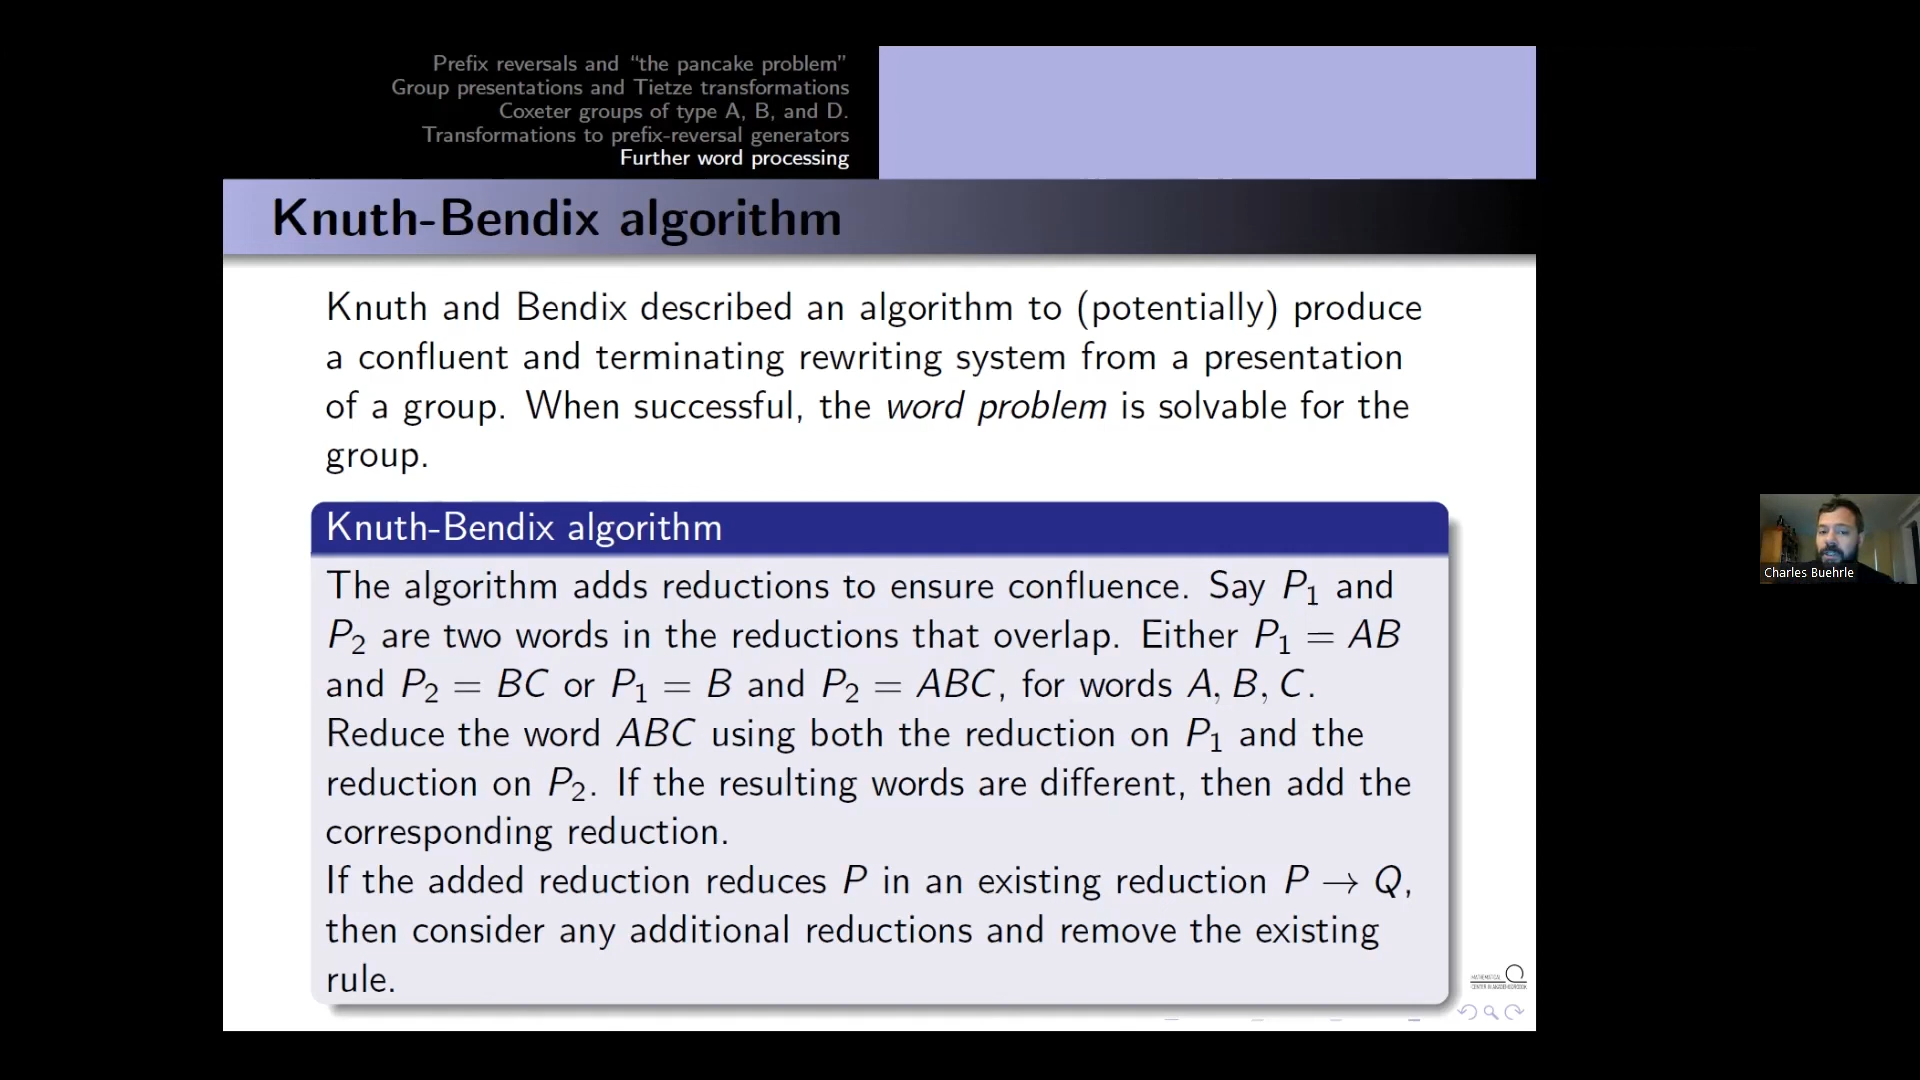 Prefix reversals and “the pancake problem”
Group presentations and Tietze transformations
Coxeter groups of type A, B, and D.
Transformations to prefix-reversal generators
Further word processing
Knuth-Bendix algorithm
Knuth and Bendix described an algorithm to (potentially) produce
a confluent and terminating rewriting system from a presentation
of a group. When successful, the word problem is solvable for the
group.
Knuth-Bendix algorithm
The algorithm adds reductions to ensure confluence. Say P₁ and
P₂ are two words in the reductions that overlap. Either P₁ = AB
and P₂ = BC or P₁ = B and P₂ = ABC, for words A, B, C.
Reduce the word ABC using both the reduction on P₁ and the
reduction on P₂. If the resulting words are different, then add the
corresponding reduction.
If the added reduction reduces P in an existing reduction P → Q,
then consider any additional reductions and remove the existing
rule.
MATHEMATICAL
CENTER IN AKADEMGORODOK
Charles Buehrle